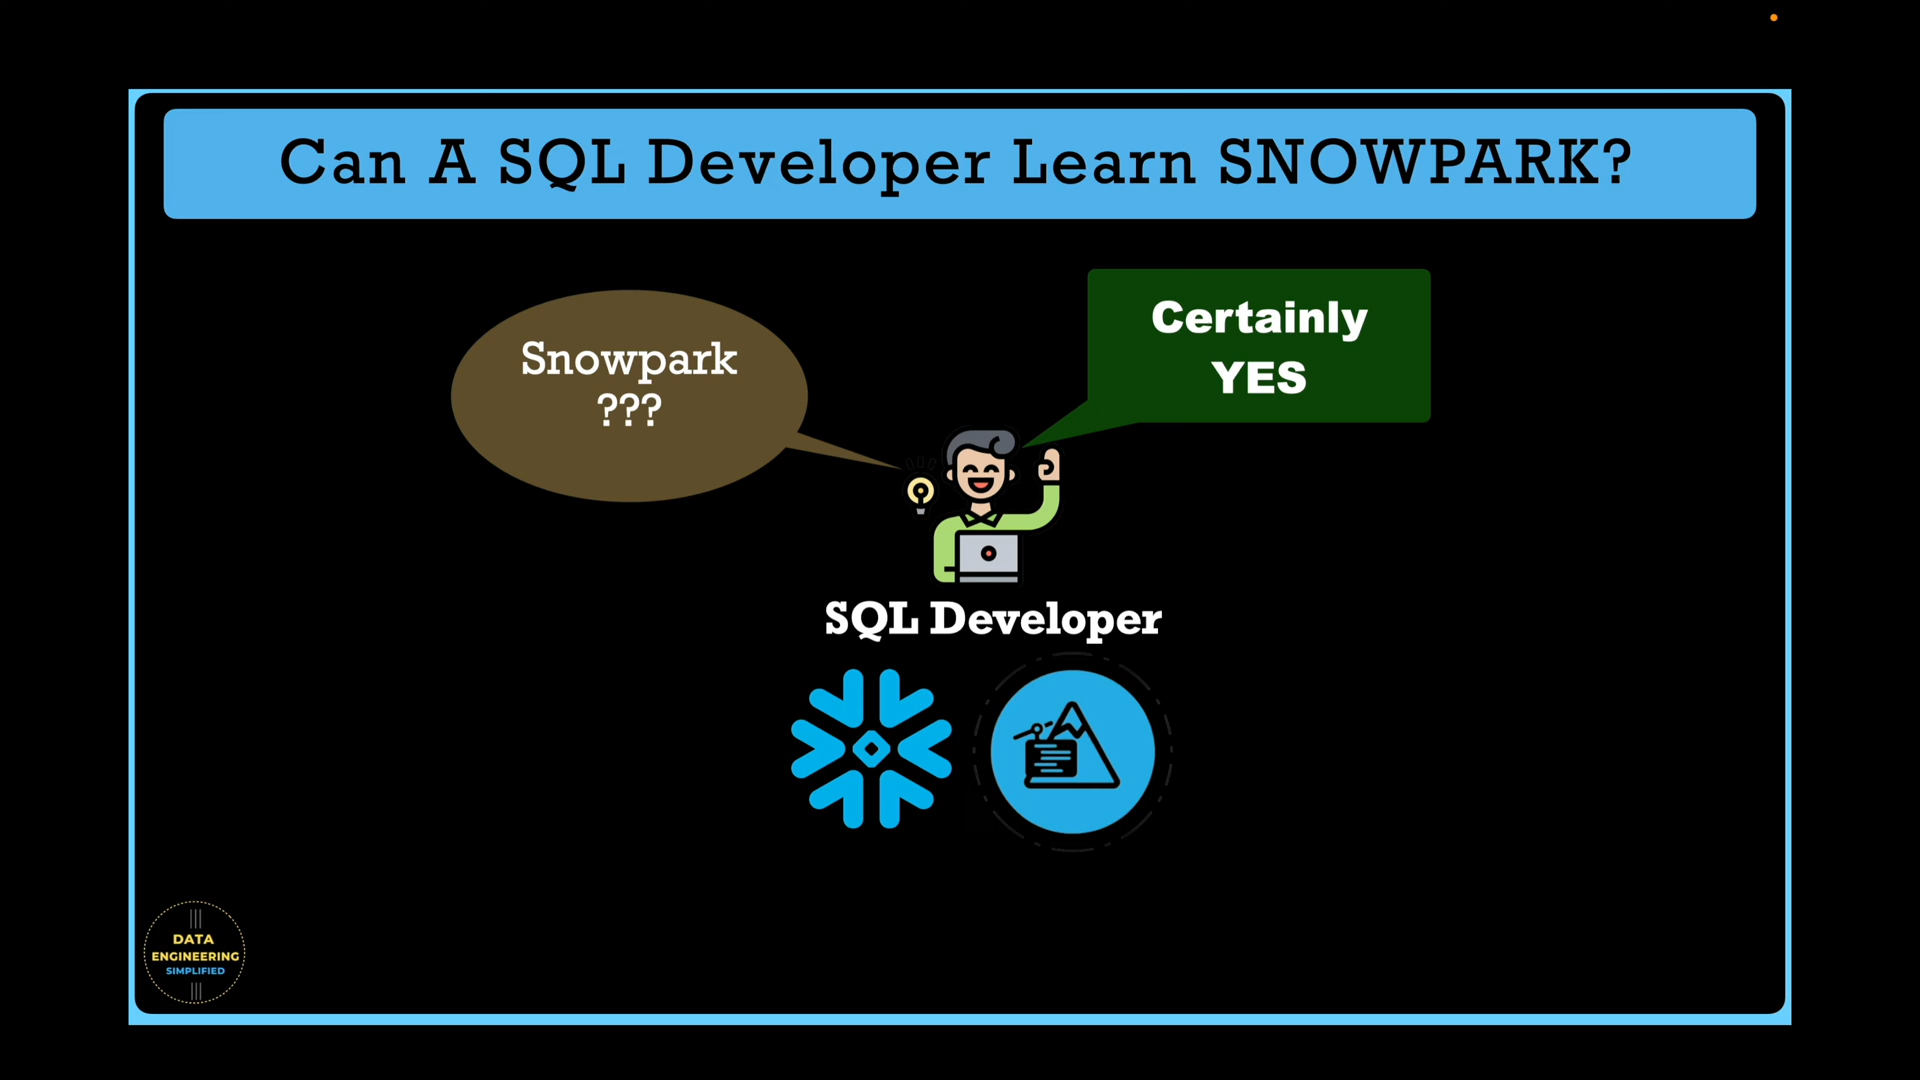 Can A SQL Developer Learn SNOWPARK?
Snowpark
???
Certainly
YES
SQL Developer
DATA
ENGINEERING
SIMPLIFIED